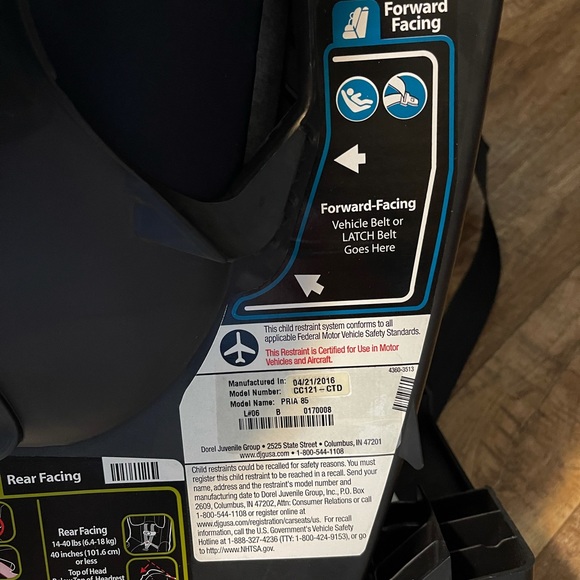 Forward
Facing
Forward-Facing
Vehicle Belt or
LATCH Belt
Goes Here
This child restraint system conforms to all
applicable Federal Motor Vehicle Safety Standards.
This Restraint is Certified for Use in Motor
Vehicles and Aircraft.
4360-3513
Manufactured In: 04/21/2016
Model Number: CC121-CTD
Model Name: PRIA 85
L#06 B 0170008
Dorel Juvenile Group • 2525 State Street • Columbus, IN 47201
www.djgusa.com • 1-800-544-1108
Child restraints could be recalled for safety reasons. You must
register this child restraint to be reached in a recall. Send your
name, address and the restraint's model number and
manufacturing date to Dorel Juvenile Group, Inc., P.O. Box
2609, Columbus, IN 47202, Attn: Consumer Relations or call
1-800-544-1108 or register online at
www.djgusa.com/registration/carseats/us. For recall
information, call the U.S. Government's Vehicle Safety
Hotline at 1-888-327-4236 (TTY: 1-800-424-9153), or go
to http://www.NHTSA.gov.
Rear Facing
Rear Facing
14-40 lbs (6.4-18 kg)
40 inches (101.6 cm)
or less
Top of Head